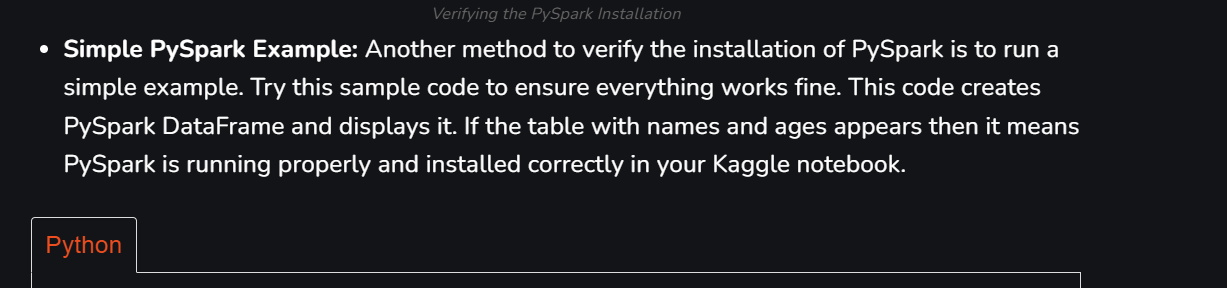 Verifying the PySpark Installation
• Simple PySpark Example: Another method to verify the installation of PySpark is to run a
simple example. Try this sample code to ensure everything works fine. This code creates
PySpark DataFrame and displays it. If the table with names and ages appears then it means
PySpark is running properly and installed correctly in your Kaggle notebook.
Python